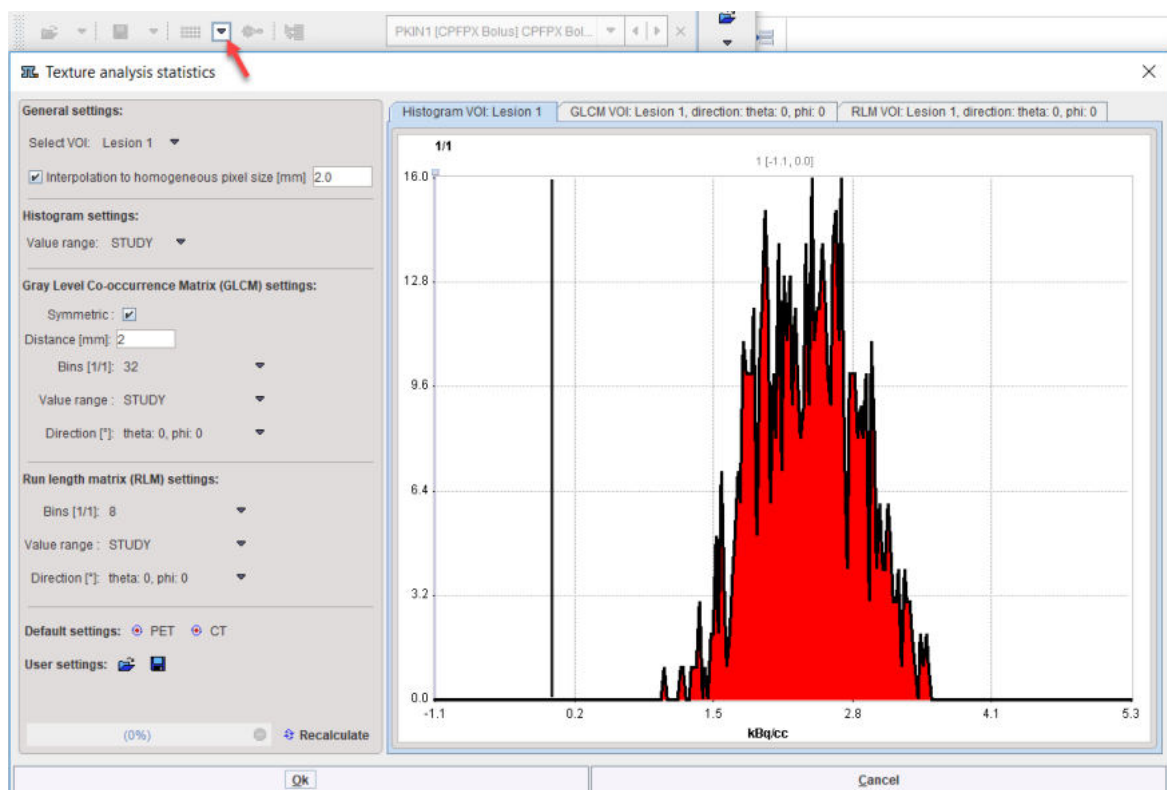 PKIN1 [CPFPX Bolus] CPFPX Bol...
Texture analysis statistics
General settings:
Select VOI: Lesion 1
Interpolation to homogeneous pixel size [mm] 2.0
Histogram settings:
Value range: STUDY
Gray Level Co-occurrence Matrix (GLCM) settings:
Symmetric :
Distance [mm]: 2
Bins [1/1]: 32
Value range : STUDY
Direction [°]: theta: 0, phi: 0
Run length matrix (RLM) settings:
Bins [1/1]: 8
Value range : STUDY
Direction [°]: theta: 0, phi: 0
Default settings: PET CT
User settings:
(0%) Recalculate
Histogram VOI: Lesion 1 GLCM VOI: Lesion 1, direction: theta: 0, phi: 0 RLM VOI: Lesion 1, direction: theta: 0, phi: 0
1/1
1 [-1.1, 0.0]
16.0
12.8
9.6
6.4
3.2
0.0
-1.1 0.2 1.5 2.8 4.1 5.3
kBq/cc
Ok Cancel